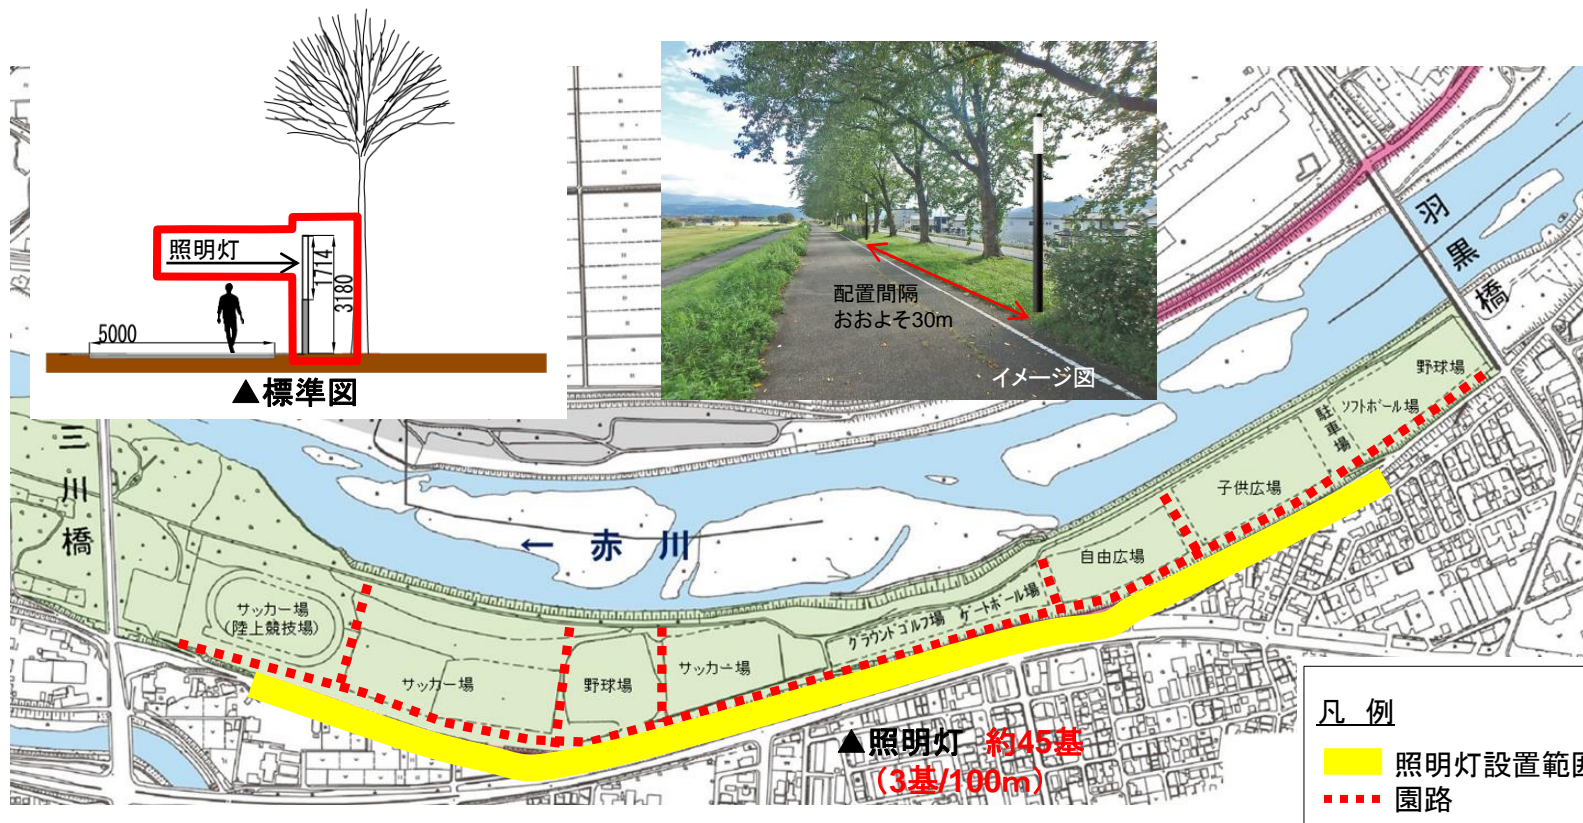 照明灯
1714
3180
5000
▲標準図
配置間隔
おおよそ30m
イメージ図
羽黒橋
三川橋
← 赤 川
野球場
ソフトボール場
駐車場
子供広場
自由広場
ゲートボール場
グラウンドゴルフ場
サッカー場
野球場
サッカー場
サッカー場
(陸上競技場)
▲照明灯 約45基
(3基/100m)
凡 例
照明灯設置範囲
園路